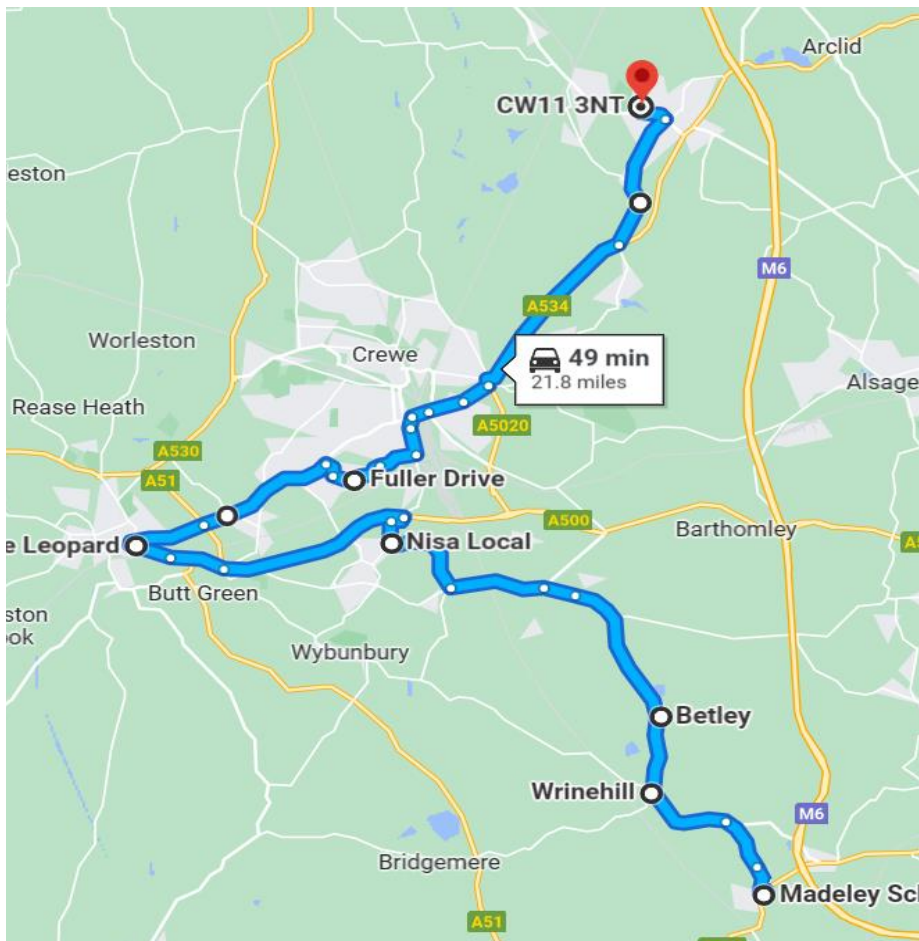 Arclid
CW11 3NT
eston
M6
A534
Worleston
Crewe
49 min
21.8 miles
Alsage
Rease Heath
A5020
A530
A51
Fuller Drive
A500
Barthomley
e Leopard
Nisa Local
Butt Green
ston
ook
Wybunbury
Betley
Wrinehill
M6
Bridgemere
Madeley Scl
A51